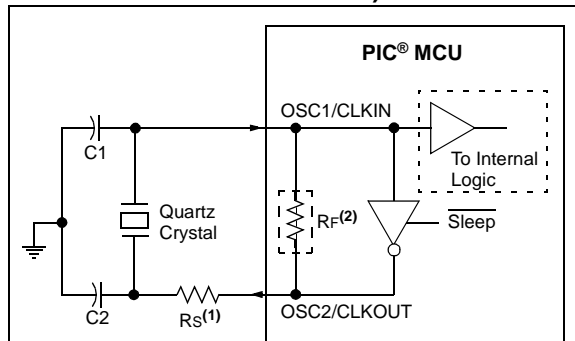 PIC® MCU
OSC1/CLKIN
C1
To Internal
Logic
Quartz
Crystal
RF(2)
Sleep
C2
RS(1)
OSC2/CLKOUT